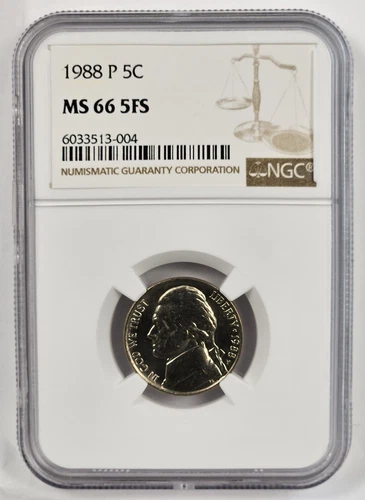 1988 P 5C
MS 66 5FS
6033513-004
NUMISMATIC GUARANTY CORPORATION
NGC®
IN GOD WE TRUST
LIBERTY 1988